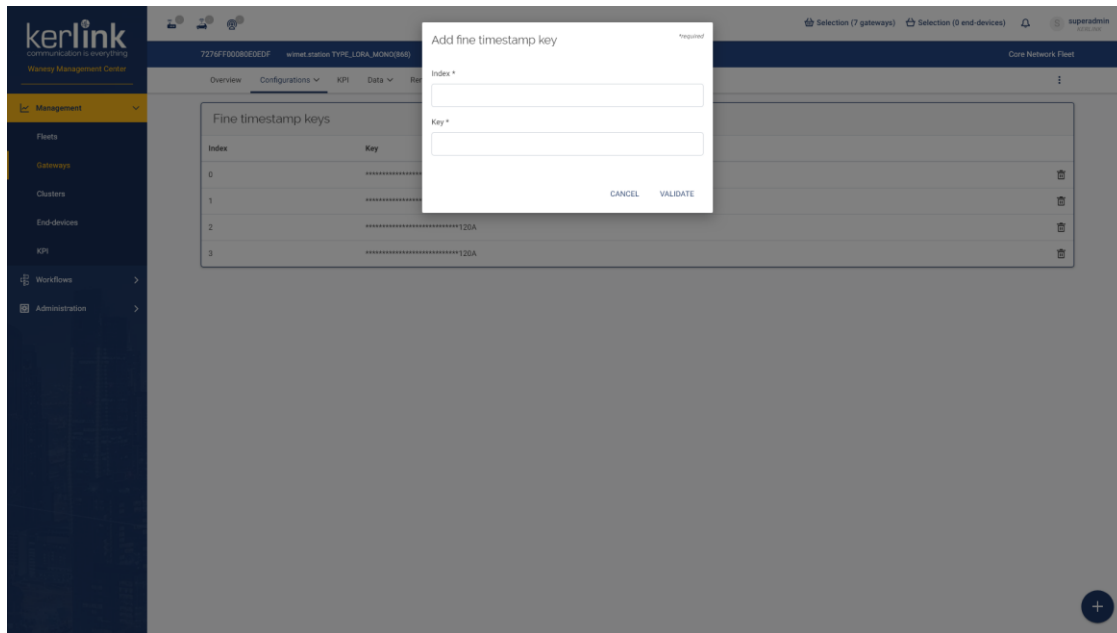 kerlink
communication is everything
Wanesy Management Center
Selection (7 gateways) Selection (0 end-devices) S superadmin
KERLINK
7276FF000B0E0EDF wirnet.station TYPE_LORA_MONO(868) Core Network Fleet
Overview Configurations KPI Data
Management
Fleets
Gateways
Clusters
End-devices
KPI
Workflows
Administration
Fine timestamp keys
Index Key
0 ******************
1 ******************
2 ****************************120A
3 ****************************120A
Add fine timestamp key *required
Index *
Key *
CANCEL VALIDATE